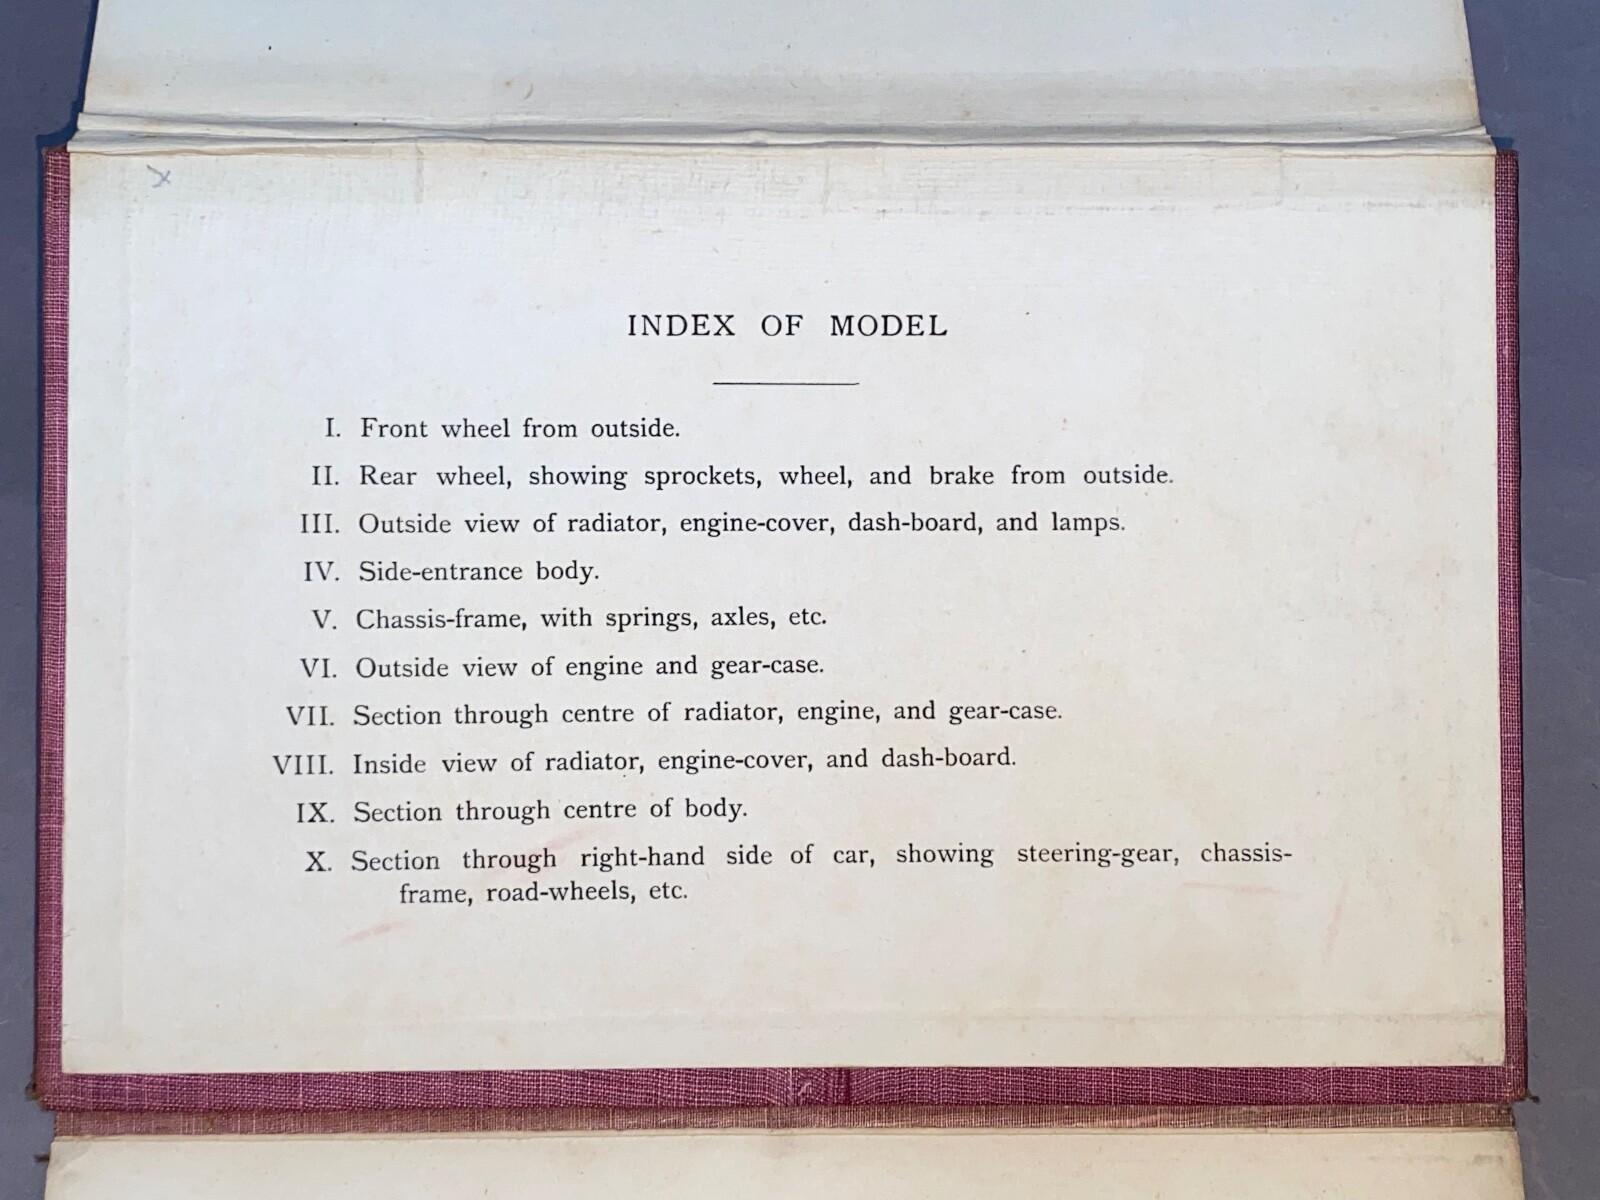 INDEX OF MODEL
I. Front wheel from outside.
II. Rear wheel, showing sprockets, wheel, and brake from outside.
III. Outside view of radiator, engine-cover, dash-board, and lamps.
IV. Side-entrance body.
V. Chassis-frame, with springs, axles, etc.
VI. Outside view of engine and gear-case.
VII. Section through centre of radiator, engine, and gear-case.
VIII. Inside view of radiator, engine-cover, and dash-board.
IX. Section through centre of body.
X. Section through right-hand side of car, showing steering-gear, chassis-
frame, road-wheels, etc.